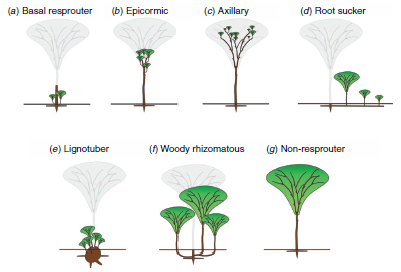 (a) Basal resprouter
(b) Epicormic
(c) Axillary
(d) Root sucker
(e) Lignotuber
(f) Woody rhizomatous
(g) Non-resprouter